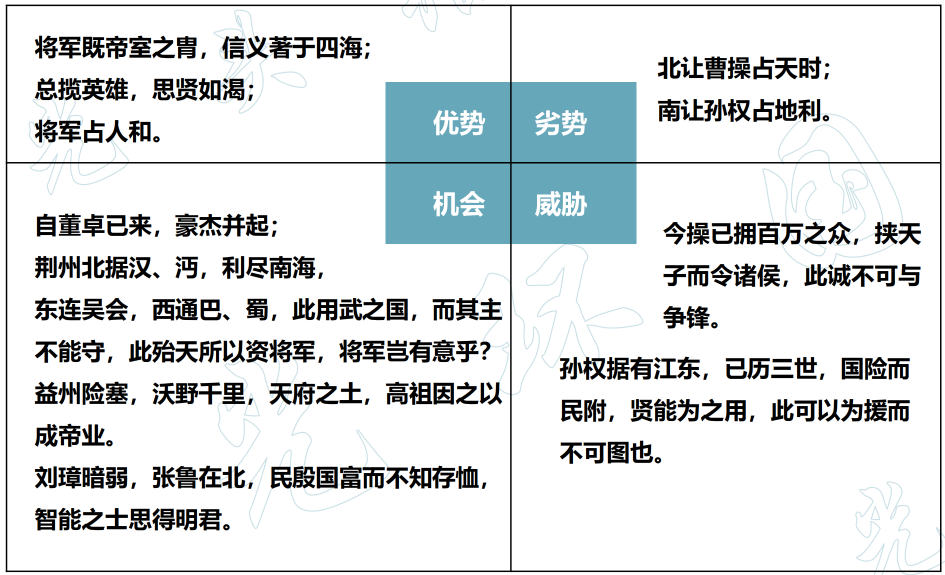 将军既帝室之胄，信义著于四海；
总揽英雄，思贤如渴；
将军占人和。
优势
劣势
北让曹操占天时；
南让孙权占地利。
机会
威胁
自董卓已来，豪杰并起；
荆州北据汉、沔，利尽南海，
东连吴会，西通巴、蜀，此用武之国，而其主
不能守，此殆天所以资将军，将军岂有意乎？
益州险塞，沃野千里，天府之土，高祖因之以
成帝业。
刘璋暗弱，张鲁在北，民殷国富而不知存恤，
智能之士思得明君。
今操已拥百万之众，挟天
子而令诸侯，此诚不可与
争锋。
孙权据有江东，已历三世，国险而
民附，贤能为之用，此可以为援而
不可图也。